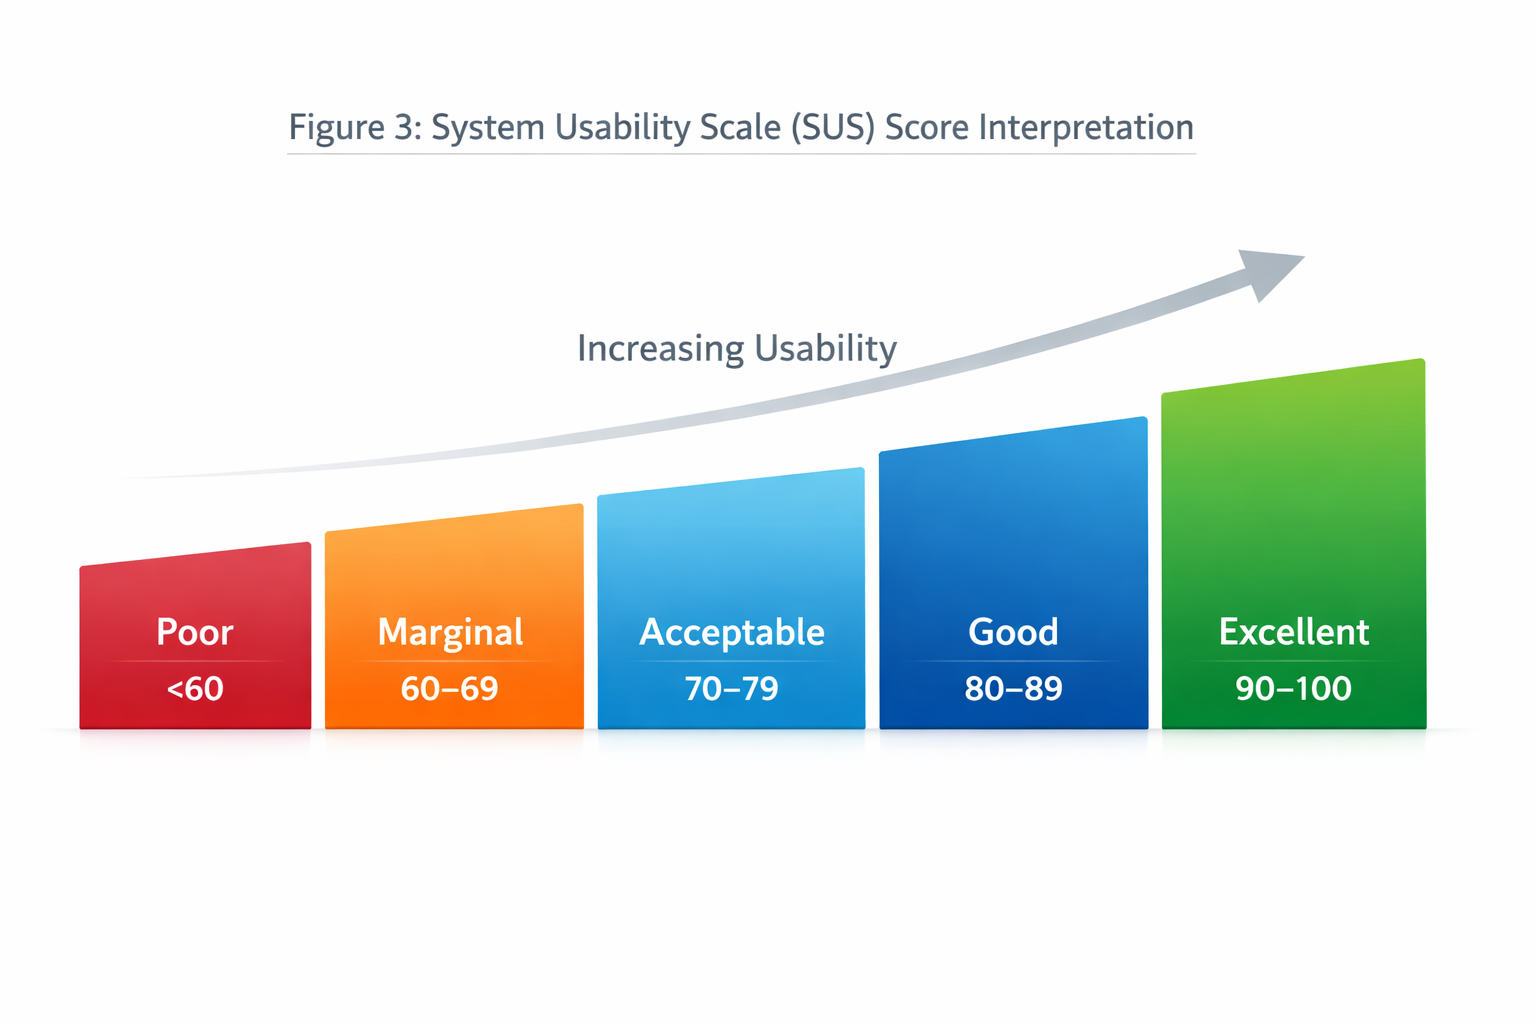 Figure 3: System Usability Scale (SUS) Score Interpretation
Increasing Usability
Poor
<60
Marginal
60–69
Acceptable
70–79
Good
80–89
Excellent
90–100